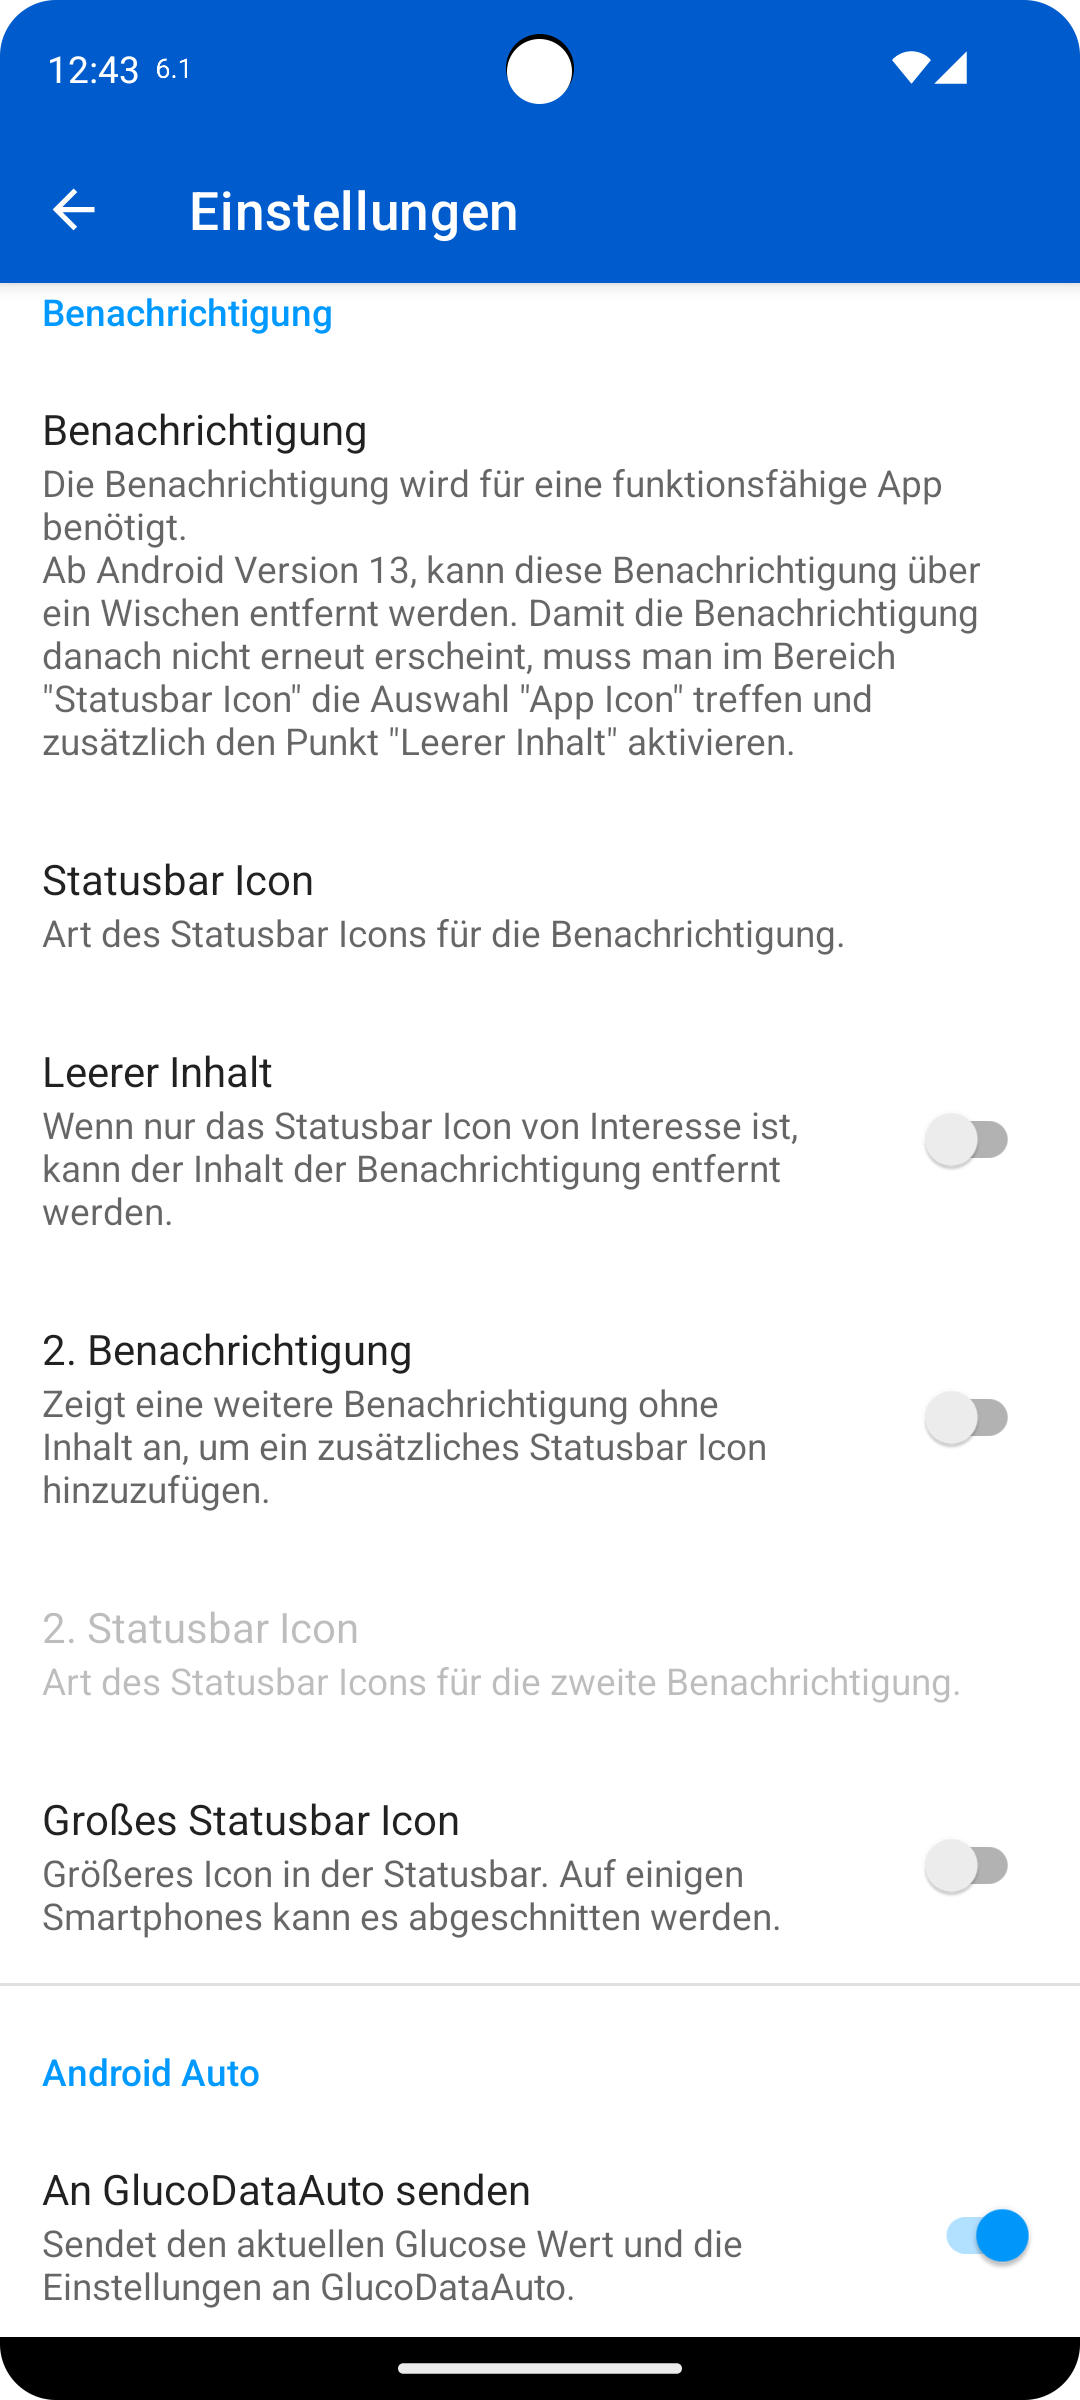 12:43 6.1
Einstellungen
Benachrichtigung
Benachrichtigung
Die Benachrichtigung wird für eine funktionsfähige App
benötigt.
Ab Android Version 13, kann diese Benachrichtigung über
ein Wischen entfernt werden. Damit die Benachrichtigung
danach nicht erneut erscheint, muss man im Bereich
"Statusbar Icon" die Auswahl "App Icon" treffen und
zusätzlich den Punkt "Leerer Inhalt" aktivieren.
Statusbar Icon
Art des Statusbar Icons für die Benachrichtigung.
Leerer Inhalt
Wenn nur das Statusbar Icon von Interesse ist,
kann der Inhalt der Benachrichtigung entfernt
werden.
2. Benachrichtigung
Zeigt eine weitere Benachrichtigung ohne
Inhalt an, um ein zusätzliches Statusbar Icon
hinzuzufügen.
2. Statusbar Icon
Art des Statusbar Icons für die zweite Benachrichtigung.
Großes Statusbar Icon
Größeres Icon in der Statusbar. Auf einigen
Smartphones kann es abgeschnitten werden.
Android Auto
An GlucoDataAuto senden
Sendet den aktuellen Glucose Wert und die
Einstellungen an GlucoDataAuto.